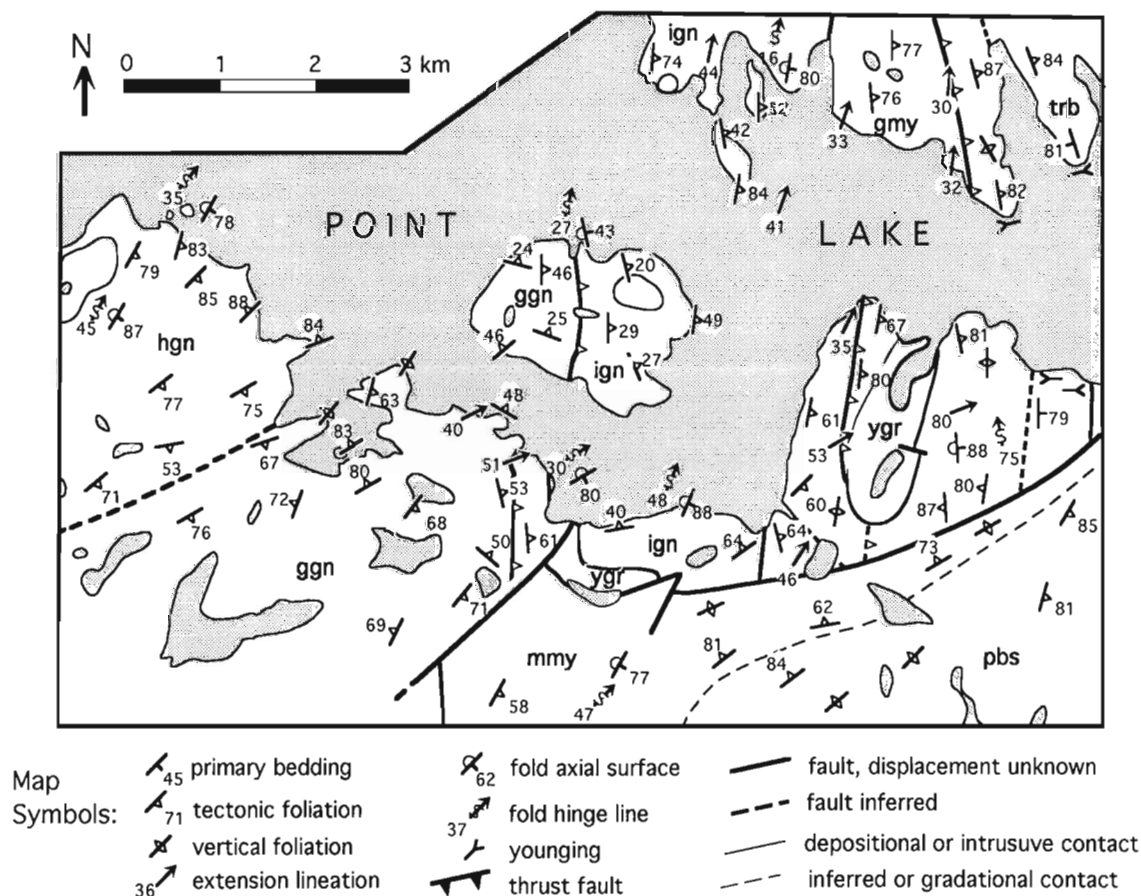 N
0 1 2 3 km
ign
74
44
S
16
80
52
77
76
gmy
33
30
87
84
trb
81
42
84
41
32
82
35
78
POINT
LAKE
27
43
79
83
85
88
45
87
hgn
24
46
ggn
25
46
20
29
27
ign
49
84
67
35
80
81
77
75
63
48
40
61
53
ygr
80
88
75
79
53
67
83
80
51
30
80
48
88
71
76
72
68
53
40
60
87
80
85
ggn
50
61
ign
64
64
46
73
71
ygr
69
62
81
mmy
81
84
pbs
77
58
47
Map
Symbols:
45 primary bedding
71 tectonic foliation
vertical foliation
36 extension lineation
62 fold axial surface
37 fold hinge line
younging
thrust fault
fault, displacement unknown
fault inferred
depositional or intrusuve contact
inferred or gradational contact